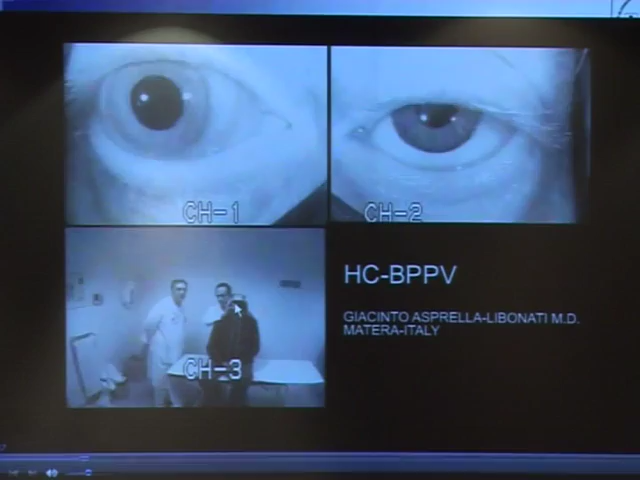 CH-1
CH-2
CH-3
HC-BPPV
GIACINTO ASPRELLA-LIBONATI M.D.
MATERA-ITALY